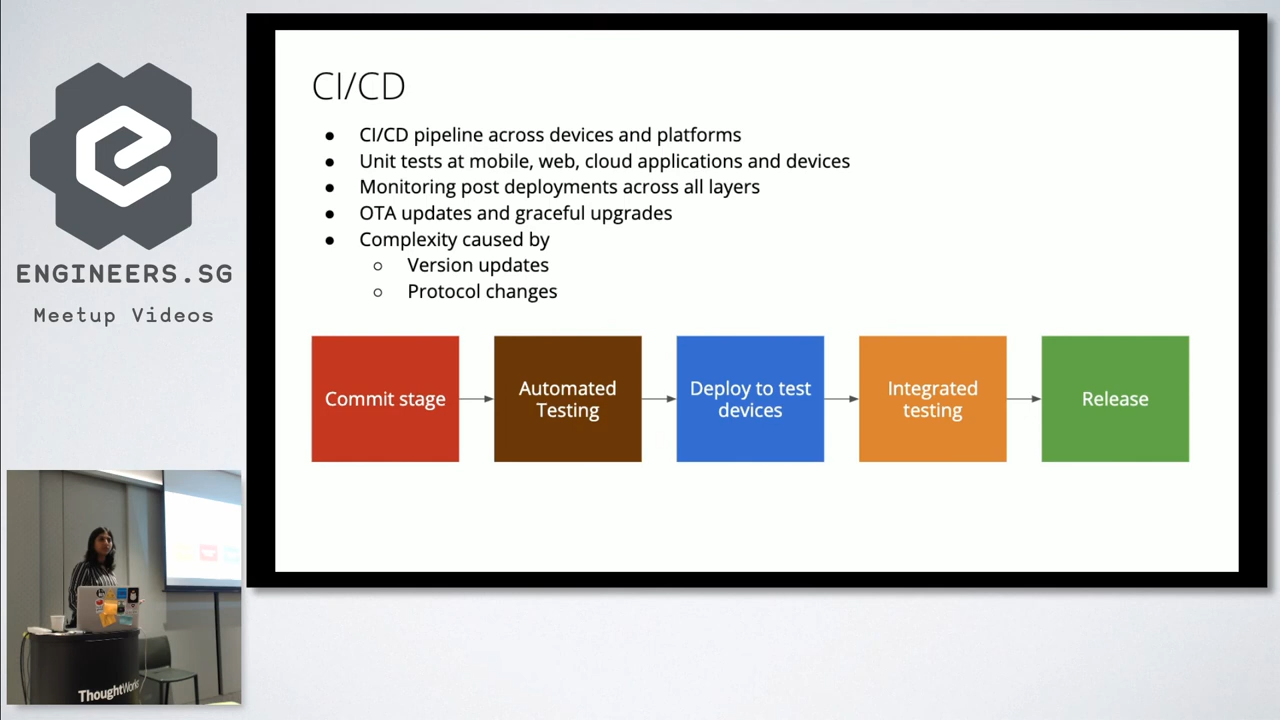 ENGINEERS.SG
Meetup Videos
CI/CD
● CI/CD pipeline across devices and platforms
● Unit tests at mobile, web, cloud applications and devices
● Monitoring post deployments across all layers
● OTA updates and graceful upgrades
● Complexity caused by
○ Version updates
○ Protocol changes
Commit stage
Automated
Testing
Deploy to test
devices
Integrated
testing
Release
ThoughtWorks